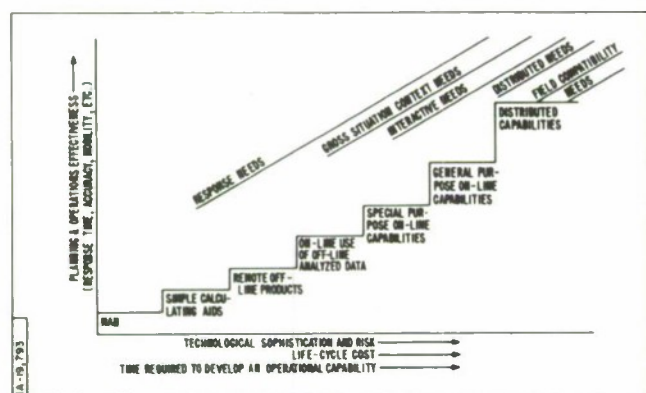 PLANNING & OPERATIONS EFFECTIVENESS
(RESPONSE TIME, ACCURACY, MOBILITY, ETC.)
RESPONSE NEEDS
GROSS SITUATION CONTEXT NEEDS
INTERACTIVE NEEDS
DISTRIBUTED NEEDS
FIELD COMPATIBILITY
NEEDS
DISTRIBUTED
CAPABILITIES
GENERAL PUR-
POSE ON-LINE
CAPABILITIES
SPECIAL PUR-
POSE ON-LINE
CAPABILITIES
ON-LINE USE
OF OFF-LINE
ANALYZED DATA
REMOTE OFF-
LINE PRODUCTS
SIMPLE CALCU-
LATING AIDS
TECHNOLOGICAL SOPHISTICATION AND RISK
LIFE-CYCLE COST
TIME REQUIRED TO DEVELOP AN OPERATIONAL CAPABILITY
IA-19,793